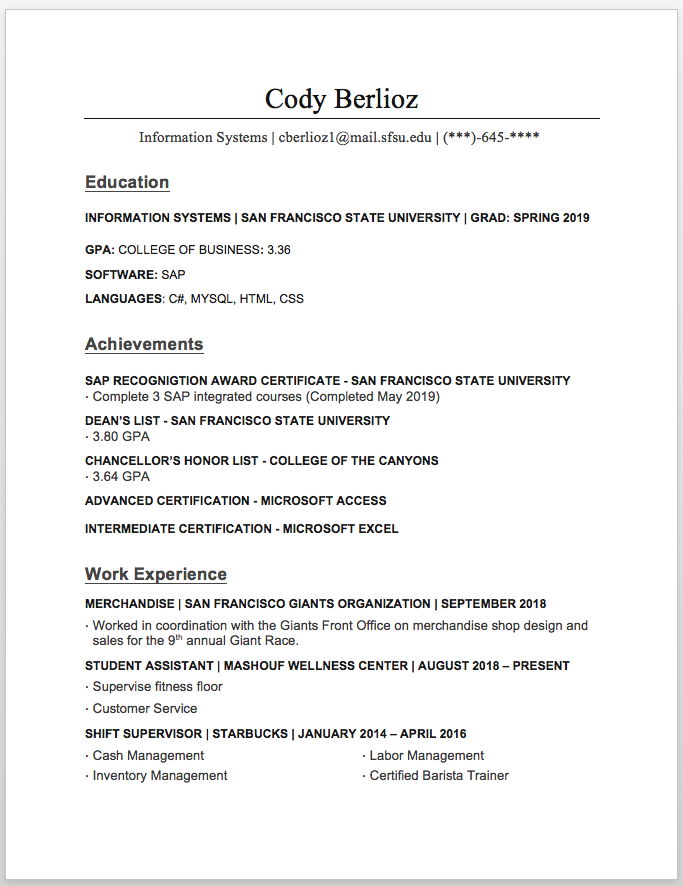 Cody Berlioz
Information Systems | cberlioz1@mail.sfsu.edu | (***)-645-****
Education
INFORMATION SYSTEMS | SAN FRANCISCO STATE UNIVERSITY | GRAD: SPRING 2019
GPA: COLLEGE OF BUSINESS: 3.36
SOFTWARE: SAP
LANGUAGES: C#, MYSQL, HTML, CSS
Achievements
SAP RECOGNIGTION AWARD CERTIFICATE - SAN FRANCISCO STATE UNIVERSITY
· Complete 3 SAP integrated courses (Completed May 2019)
DEAN’S LIST - SAN FRANCISCO STATE UNIVERSITY
· 3.80 GPA
CHANCELLOR’S HONOR LIST - COLLEGE OF THE CANYONS
· 3.64 GPA
ADVANCED CERTIFICATION - MICROSOFT ACCESS
INTERMEDIATE CERTIFICATION - MICROSOFT EXCEL
Work Experience
MERCHANDISE | SAN FRANCISCO GIANTS ORGANIZATION | SEPTEMBER 2018
· Worked in coordination with the Giants Front Office on merchandise shop design and
sales for the 9th annual Giant Race.
STUDENT ASSISTANT | MASHOUF WELLNESS CENTER | AUGUST 2018 – PRESENT
· Supervise fitness floor
· Customer Service
SHIFT SUPERVISOR | STARBUCKS | JANUARY 2014 – APRIL 2016
· Cash Management
· Inventory Management
· Labor Management
· Certified Barista Trainer